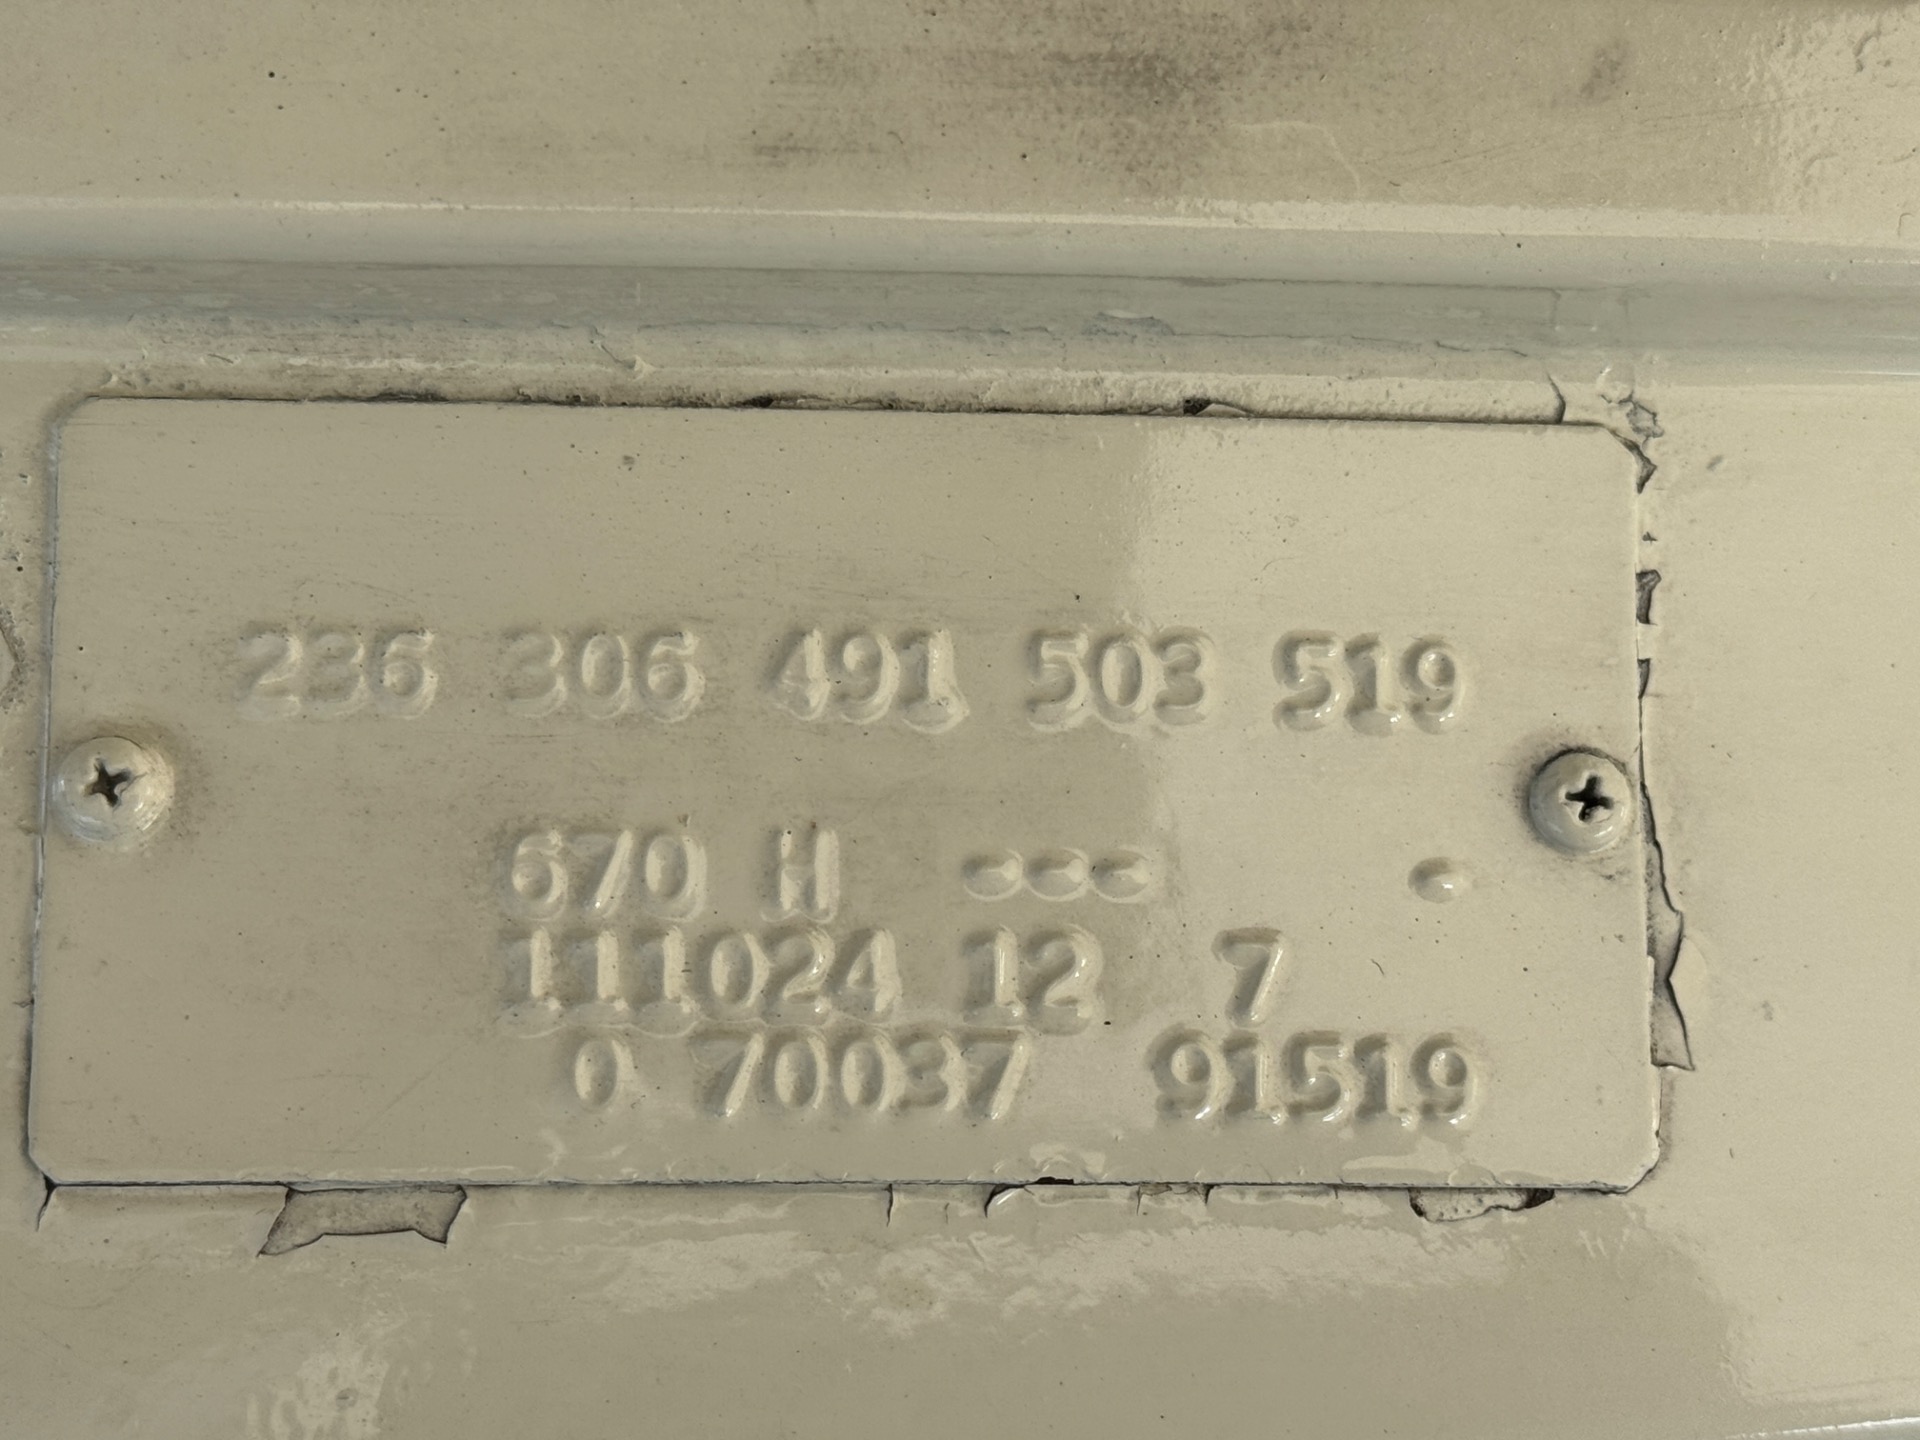 236 306 491 503 519
670 H --- -
111024 12 7
0 70037 91519